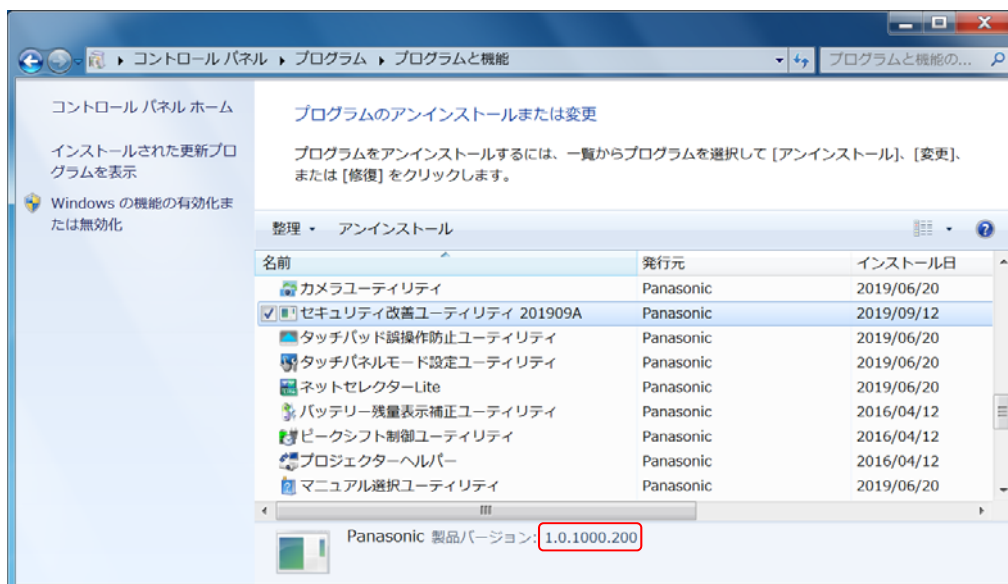 コントロール パネル ▸ プログラム ▸ プログラムと機能
プログラムと機能の...
コントロール パネル ホーム
インストールされた更新プロ
グラムを表示
Windows の機能の有効化ま
たは無効化
プログラムのアンインストールまたは変更
プログラムをアンインストールするには、一覧からプログラムを選択して [アンインストール]、[変更]、
または [修復] をクリックします。
整理 アンインストール
名前 発行元 インストール日
カメラユーティリティ Panasonic 2019/06/20
セキュリティ改善ユーティリティ 201909A Panasonic 2019/09/12
タッチパッド誤操作防止ユーティリティ Panasonic 2019/06/20
タッチパネルモード設定ユーティリティ Panasonic 2019/06/20
ネットセレクターLite Panasonic 2019/06/20
バッテリー残量表示補正ユーティリティ Panasonic 2016/04/12
ピークシフト制御ユーティリティ Panasonic 2016/04/12
プロジェクターヘルパー Panasonic 2016/04/12
マニュアル選択ユーティリティ Panasonic 2019/06/20
Panasonic 製品バージョン: 1.0.1000.200